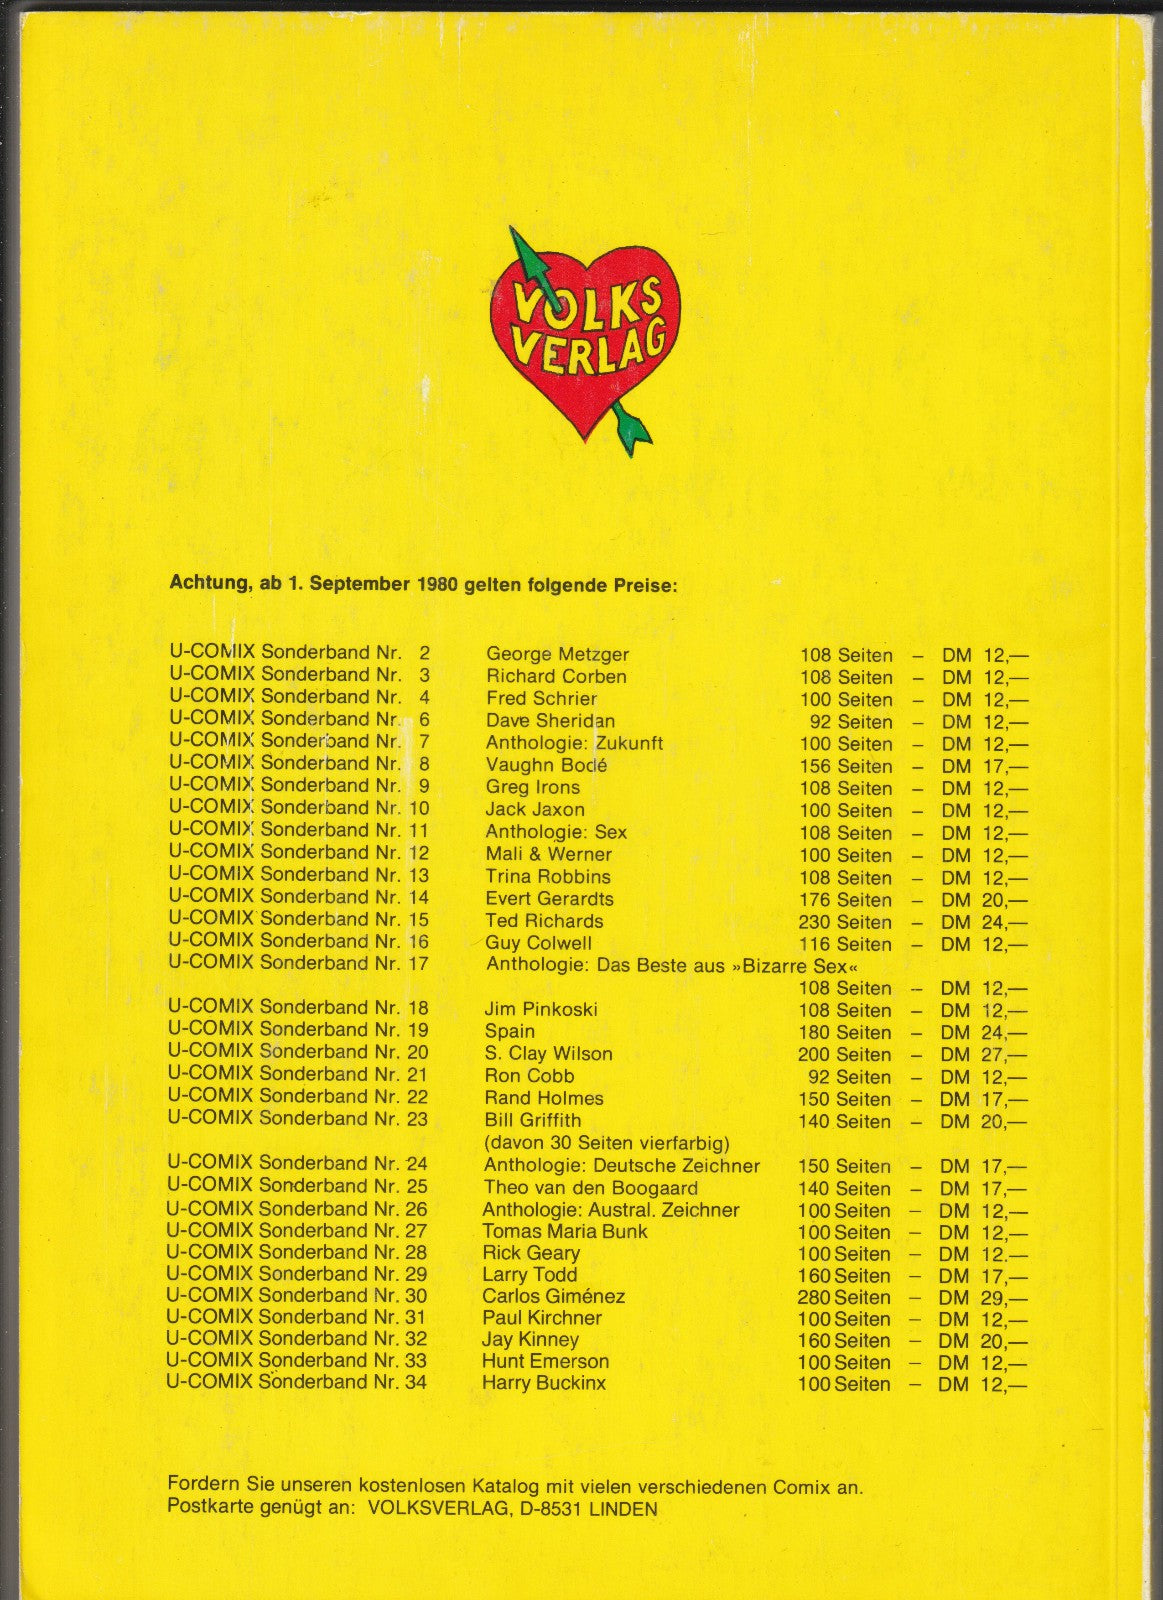 VOLKS
VERLAG
Achtung, ab 1. September 1980 gelten folgende Preise:
U-COMIX Sonderband Nr. 2 George Metzger 108 Seiten – DM 12,—
U-COMIX Sonderband Nr. 3 Richard Corben 108 Seiten – DM 12,—
U-COMIX Sonderband Nr. 4 Fred Schrier 100 Seiten – DM 12,—
U-COMIX Sonderband Nr. 6 Dave Sheridan 92 Seiten – DM 12,—
U-COMIX Sonderband Nr. 7 Anthologie: Zukunft 100 Seiten – DM 12,—
U-COMIX Sonderband Nr. 8 Vaughn Bodé 156 Seiten – DM 17,—
U-COMIX Sonderband Nr. 9 Greg Irons 108 Seiten – DM 12,—
U-COMIX Sonderband Nr. 10 Jack Jaxon 100 Seiten – DM 12,—
U-COMIX Sonderband Nr. 11 Anthologie: Sex 108 Seiten – DM 12,—
U-COMIX Sonderband Nr. 12 Mali & Werner 100 Seiten – DM 12,—
U-COMIX Sonderband Nr. 13 Trina Robbins 108 Seiten – DM 12,—
U-COMIX Sonderband Nr. 14 Evert Gerardts 176 Seiten – DM 20,—
U-COMIX Sonderband Nr. 15 Ted Richards 230 Seiten – DM 24,—
U-COMIX Sonderband Nr. 16 Guy Colwell 116 Seiten – DM 12,—
U-COMIX Sonderband Nr. 17 Anthologie: Das Beste aus »Bizarre Sex«
108 Seiten – DM 12,—
U-COMIX Sonderband Nr. 18 Jim Pinkoski 108 Seiten – DM 12,—
U-COMIX Sonderband Nr. 19 Spain 180 Seiten – DM 24,—
U-COMIX Sonderband Nr. 20 S. Clay Wilson 200 Seiten – DM 27,—
U-COMIX Sonderband Nr. 21 Ron Cobb 92 Seiten – DM 12,—
U-COMIX Sonderband Nr. 22 Rand Holmes 150 Seiten – DM 17,—
U-COMIX Sonderband Nr. 23 Bill Griffith 140 Seiten – DM 20,—
(davon 30 Seiten vierfarbig)
U-COMIX Sonderband Nr. 24 Anthologie: Deutsche Zeichner 150 Seiten – DM 17,—
U-COMIX Sonderband Nr. 25 Theo van den Boogaard 140 Seiten – DM 17,—
U-COMIX Sonderband Nr. 26 Anthologie: Austral. Zeichner 100 Seiten – DM 12,—
U-COMIX Sonderband Nr. 27 Tomas Maria Bunk 100 Seiten – DM 12,—
U-COMIX Sonderband Nr. 28 Rick Geary 100 Seiten – DM 12.—
U-COMIX Sonderband Nr. 29 Larry Todd 160 Seiten – DM 17,—
U-COMIX Sonderband Nr. 30 Carlos Giménez 280 Seiten – DM 29,—
U-COMIX Sonderband Nr. 31 Paul Kirchner 100 Seiten – DM 12,—
U-COMIX Sonderband Nr. 32 Jay Kinney 160 Seiten – DM 20,—
U-COMIX Sonderband Nr. 33 Hunt Emerson 100 Seiten – DM 12,—
U-COMIX Sonderband Nr. 34 Harry Buckinx 100 Seiten – DM 12,—
Fordern Sie unseren kostenlosen Katalog mit vielen verschiedenen Comix an.
Postkarte genügt an: VOLKSVERLAG, D-8531 LINDEN